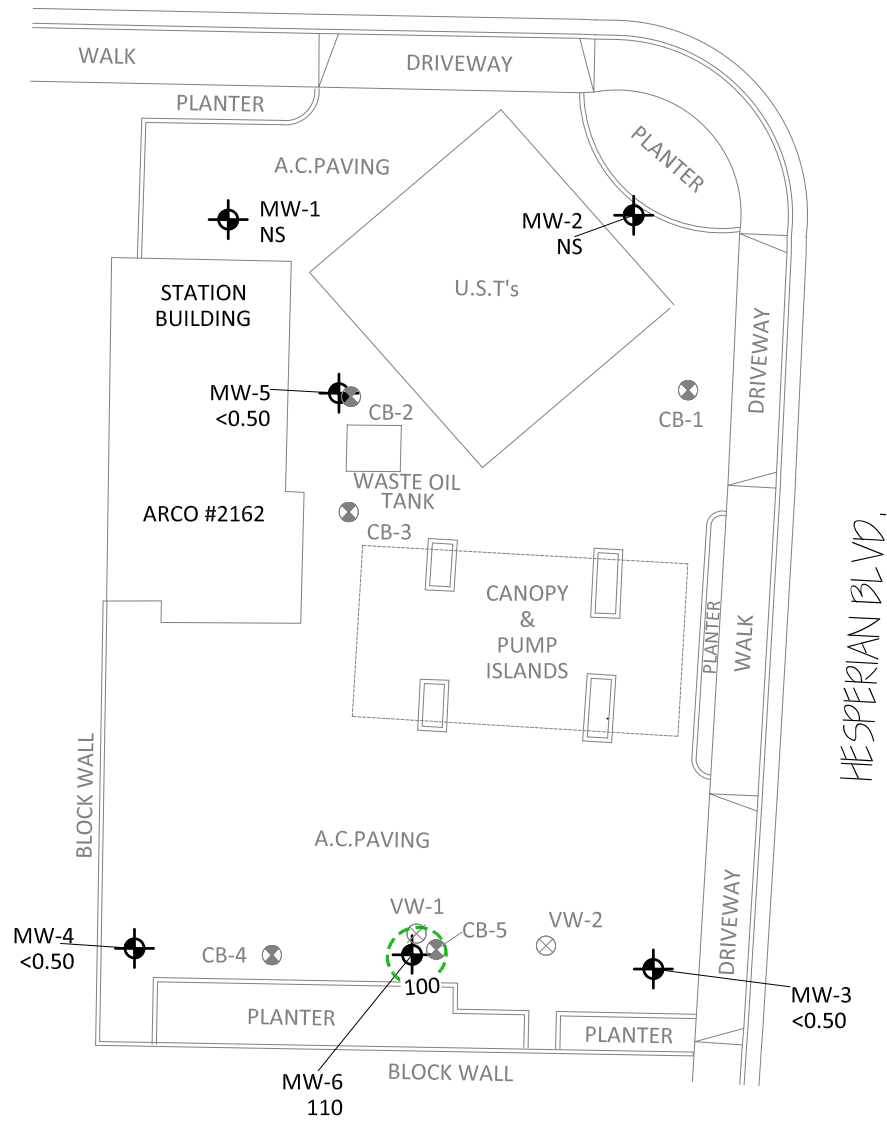 WALK
DRIVEWAY
PLANTER
PLANTER
A.C.PAVING
MW-1
NS
MW-2
NS
STATION
BUILDING
U.S.T's
DRIVEWAY
MW-5
<0.50
CB-2
CB-1
WASTE OIL
TANK
ARCO #2162
CB-3
CANOPY
&
PUMP
ISLANDS
PLANTER
WALK
HESPERIAN BLVD.
BLOCK WALL
A.C.PAVING
VW-1
CB-5
VW-2
MW-4
<0.50
CB-4
DRIVEWAY
100
MW-3
<0.50
PLANTER
PLANTER
BLOCK WALL
MW-6
110